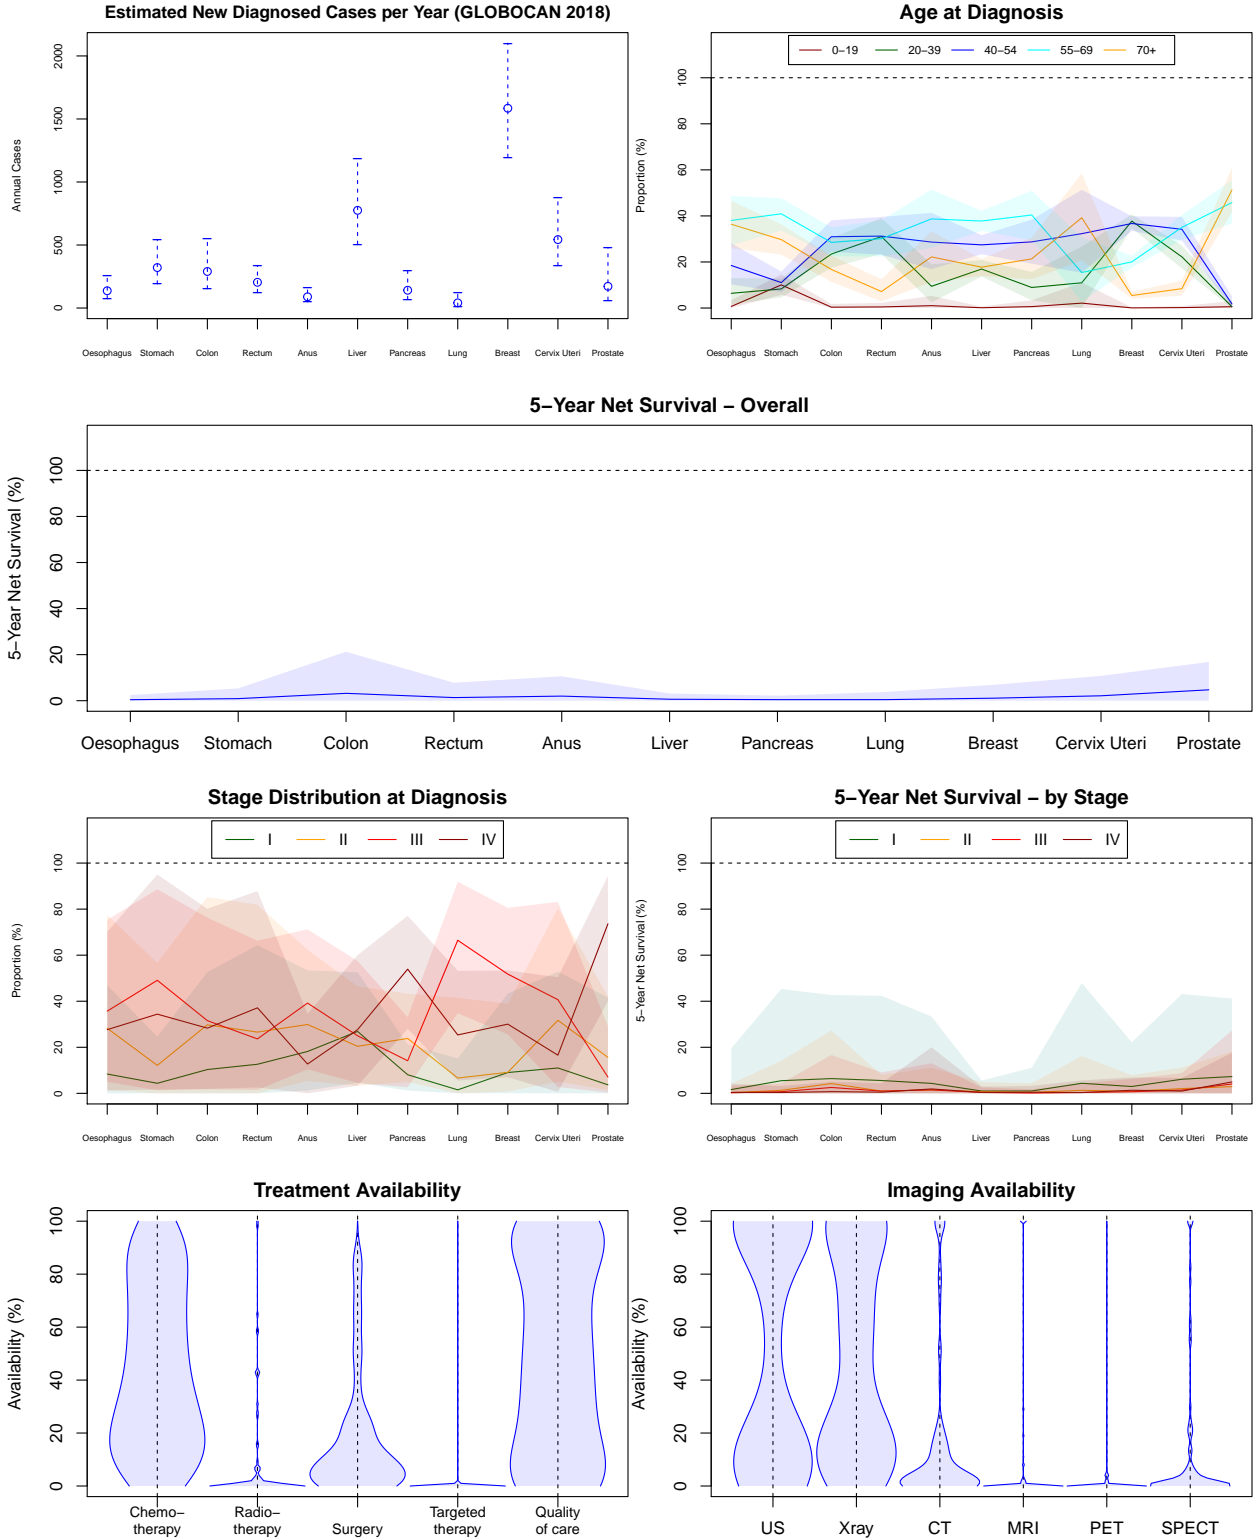 Estimated New Diagnosed Cases per Year (GLOBOCAN 2018)
Annual Cases
2000
1500
1000
500
0
Oesophagus Stomach Colon Rectum Anus Liver Pancreas Lung Breast Cervix Uteri Prostate
Age at Diagnosis
0−19 20−39 40−54 55−69 70+
Proportion (%)
100
80
60
40
20
0
Oesophagus Stomach Colon Rectum Anus Liver Pancreas Lung Breast Cervix Uteri Prostate
5−Year Net Survival − Overall
5−Year Net Survival (%)
100
80
60
40
20
0
Oesophagus Stomach Colon Rectum Anus Liver Pancreas Lung Breast Cervix Uteri Prostate
Stage Distribution at Diagnosis
I II III IV
Proportion (%)
100
80
60
40
20
0
Oesophagus Stomach Colon Rectum Anus Liver Pancreas Lung Breast Cervix Uteri Prostate
5−Year Net Survival − by Stage
I II III IV
5−Year Net Survival (%)
100
80
60
40
20
0
Oesophagus Stomach Colon Rectum Anus Liver Pancreas Lung Breast Cervix Uteri Prostate
Treatment Availability
Availability (%)
100
80
60
40
20
0
Chemo− Radio− Targeted Quality
therapy therapy Surgery therapy of care
Imaging Availability
Availability (%)
100
80
60
40
20
0
US Xray CT MRI PET SPECT